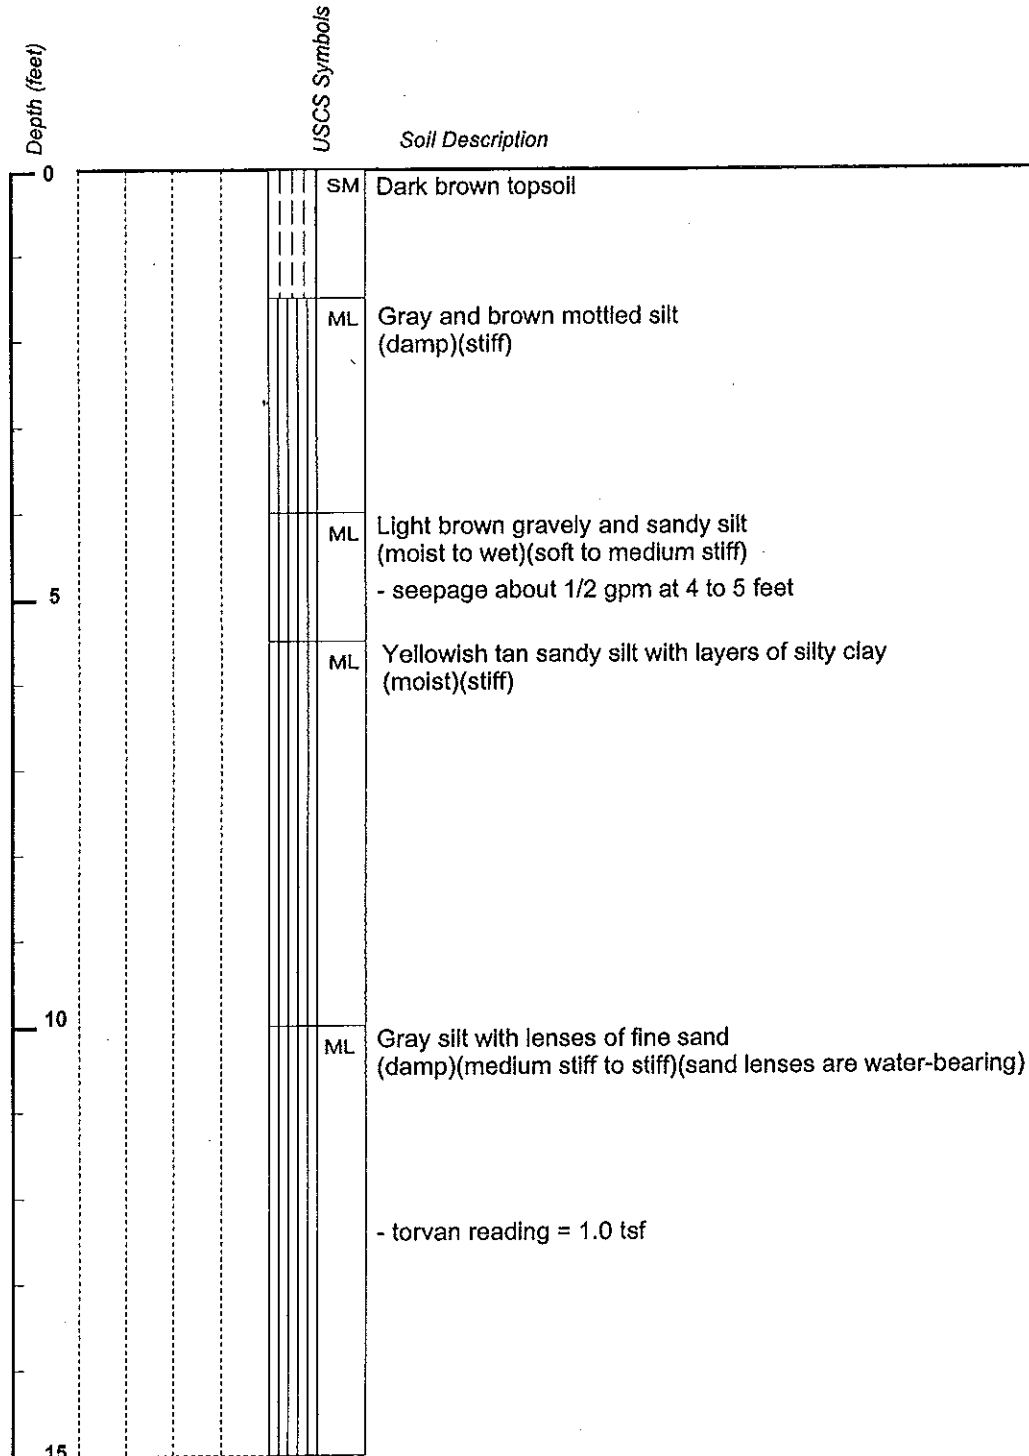 Depth (feet)
USCS Symbols
Soil Description
0
SM
Dark brown topsoil
ML
Gray and brown mottled silt
(damp)(stiff)
ML
Light brown gravely and sandy silt
(moist to wet)(soft to medium stiff)
- seepage about 1/2 gpm at 4 to 5 feet
5
ML
Yellowish tan sandy silt with layers of silty clay
(moist)(stiff)
10
ML
Gray silt with lenses of fine sand
(damp)(medium stiff to stiff)(sand lenses are water-bearing)
- torvan reading = 1.0 tsf
15